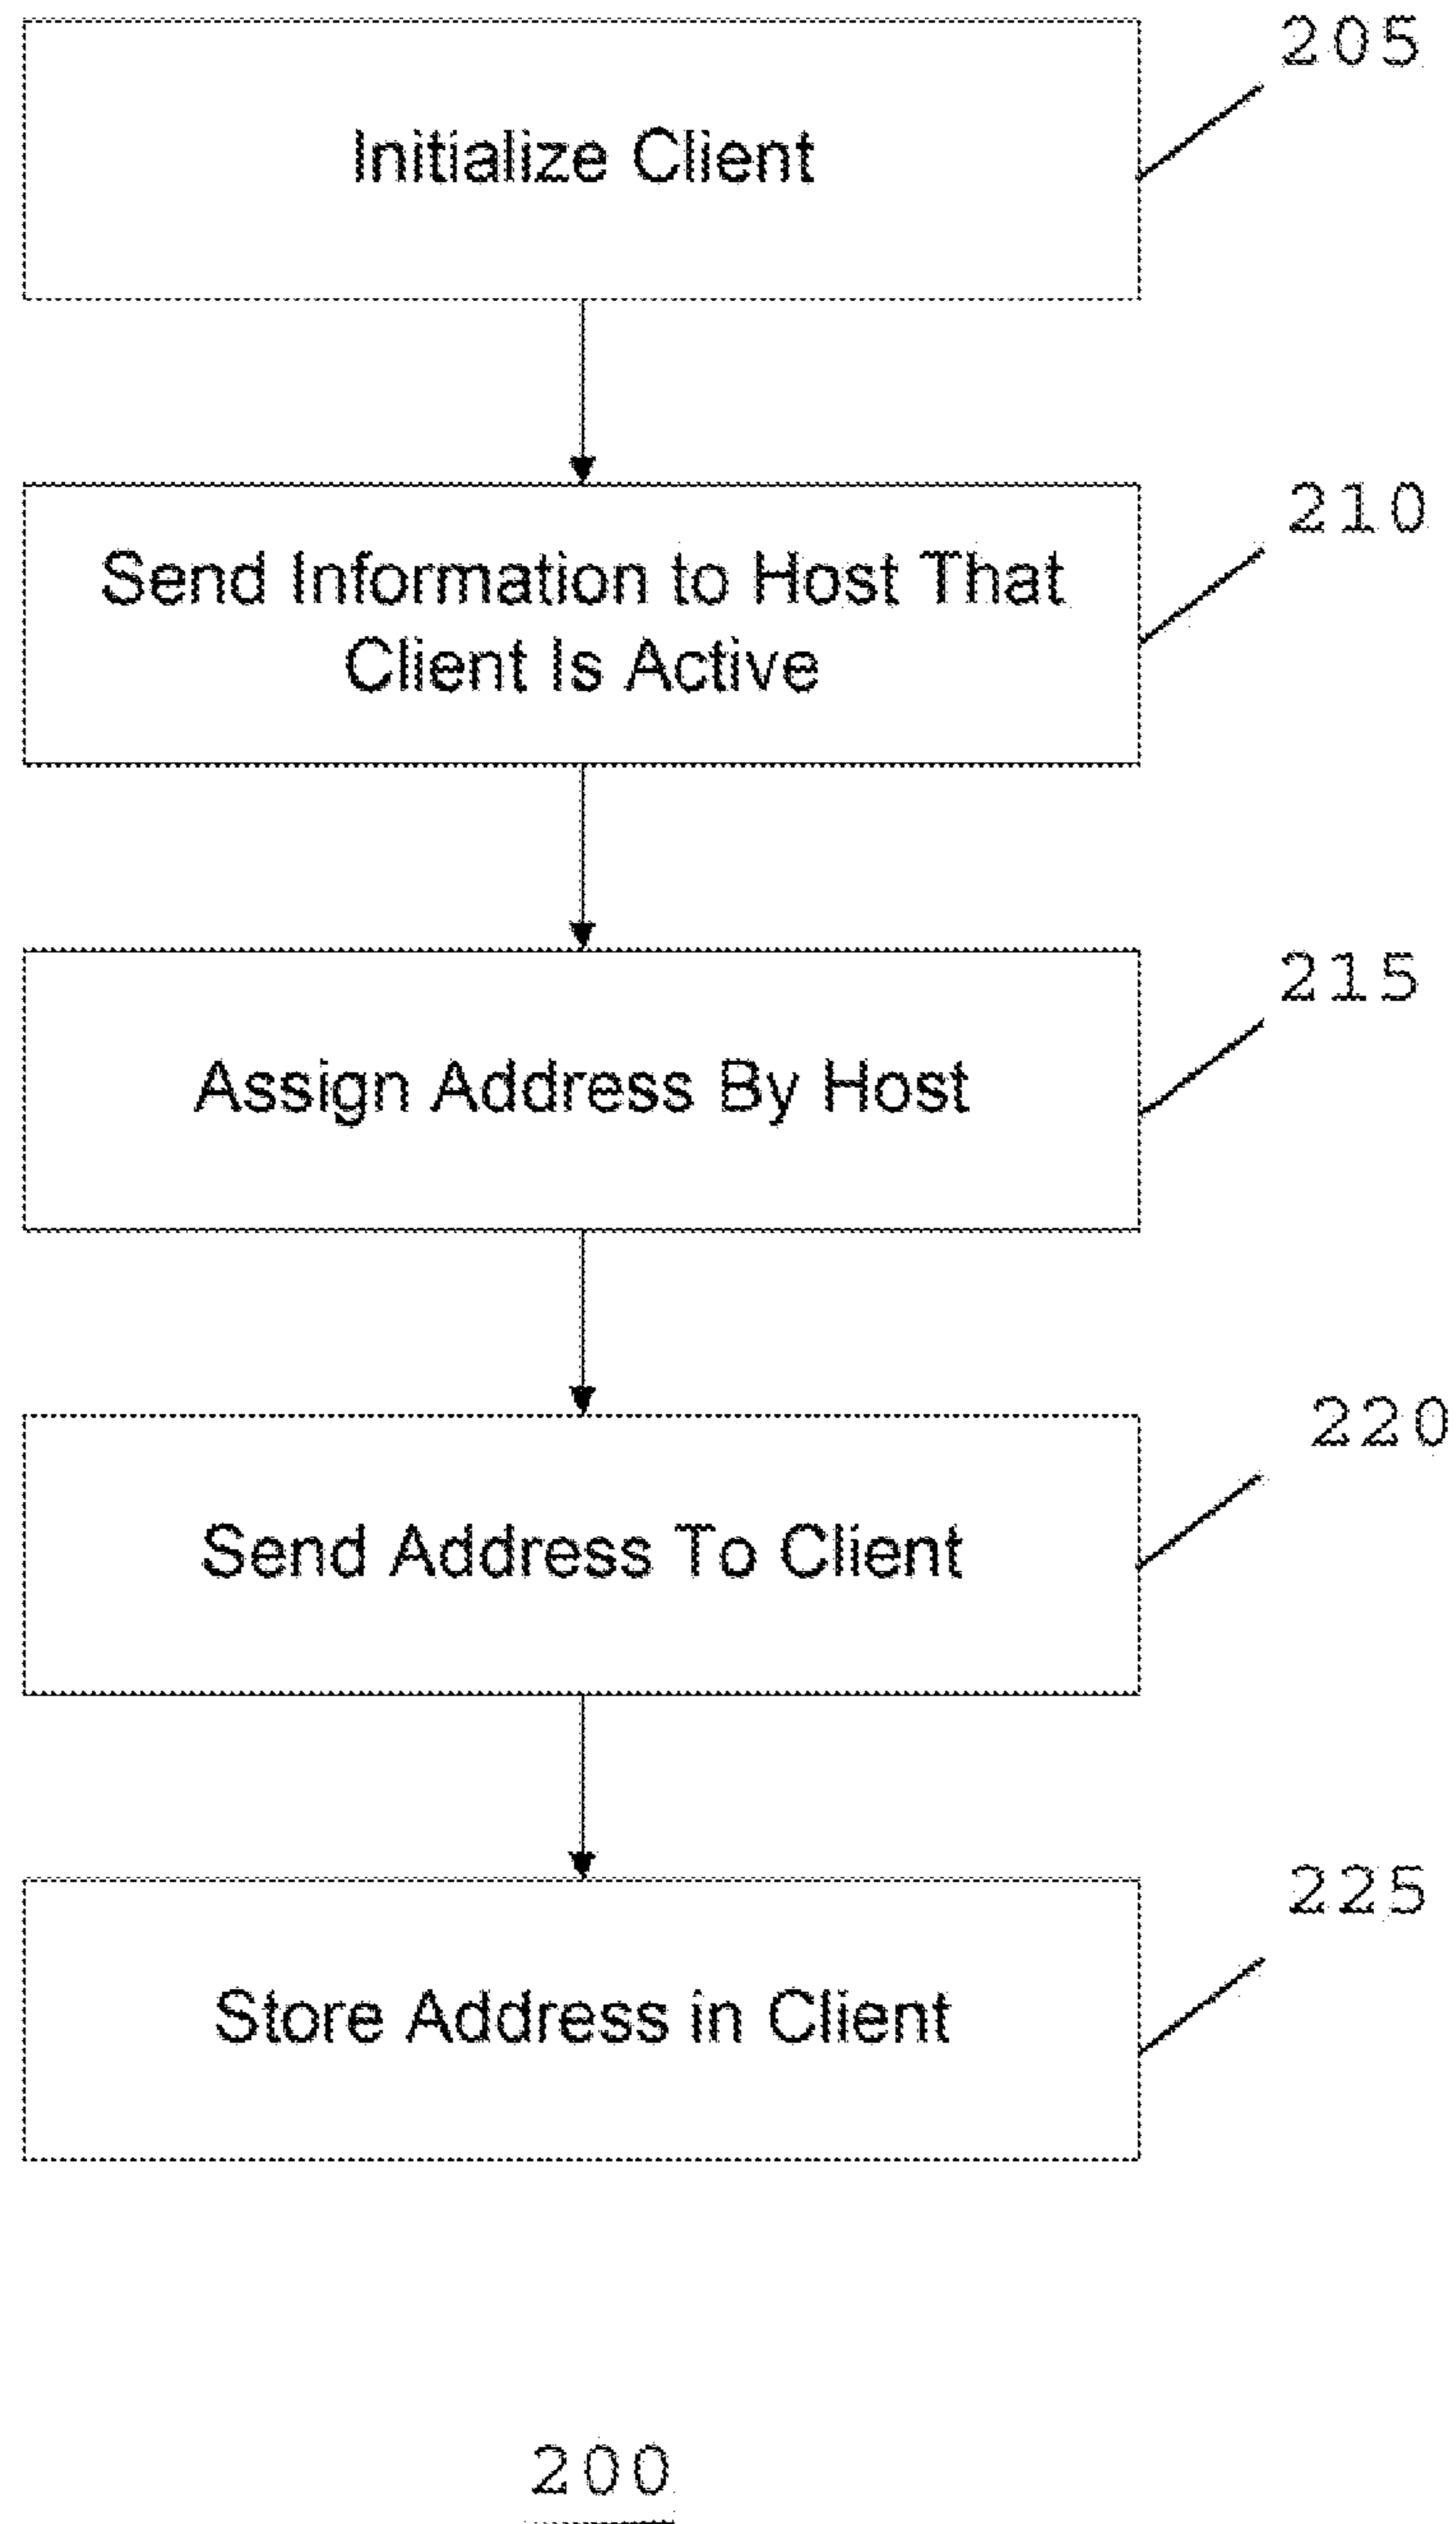 205
Initialize Client
210
Send Information to Host That
Client Is Active
215
Assign Address By Host
220
Send Address To Client
225
Store Address in Client
200